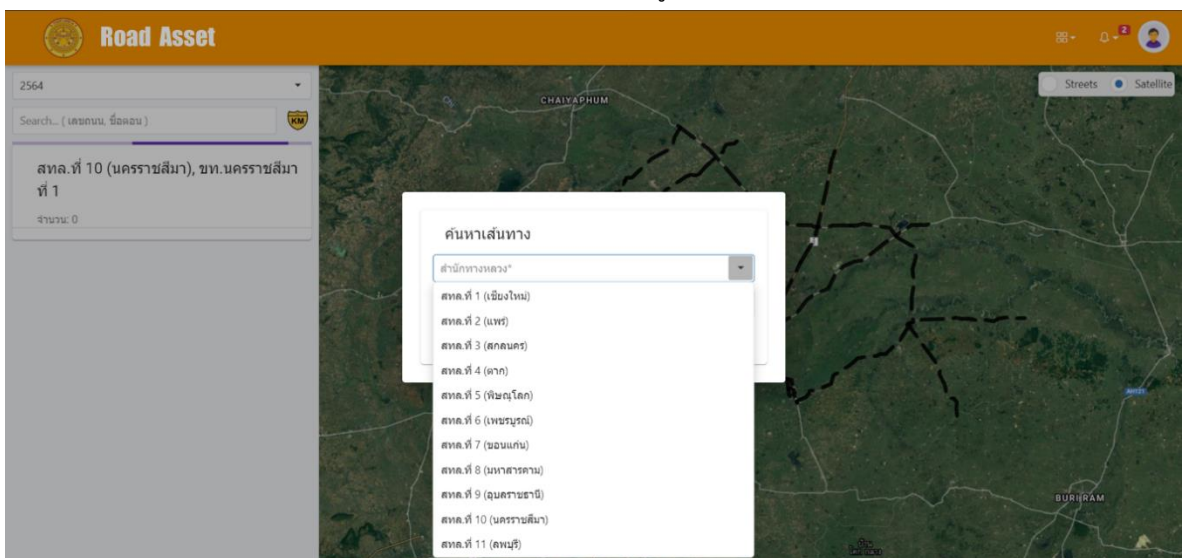 Road Asset
2
2564
Search... ( เลขถนน, ชื่อตอน )
KM
สทล.ที่ 10 (นครราชสีมา), ขท.นครราชสีมา
ที่ 1
จำนวน: 0
Streets
Satellite
CHAIYAPHUM
ค้นหาเส้นทาง
สำนักทางหลวง*
สทล.ที่ 1 (เชียงใหม่)
สทล.ที่ 2 (แพร่)
สทล.ที่ 3 (สกลนคร)
สทล.ที่ 4 (ตาก)
สทล.ที่ 5 (พิษณุโลก)
สทล.ที่ 6 (เพชรบูรณ์)
สทล.ที่ 7 (ขอนแก่น)
สทล.ที่ 8 (มหาสารคาม)
สทล.ที่ 9 (อุบลราชธานี)
สทล.ที่ 10 (นครราชสีมา)
สทล.ที่ 11 (ลพบุรี)
AH121
BURI RAM